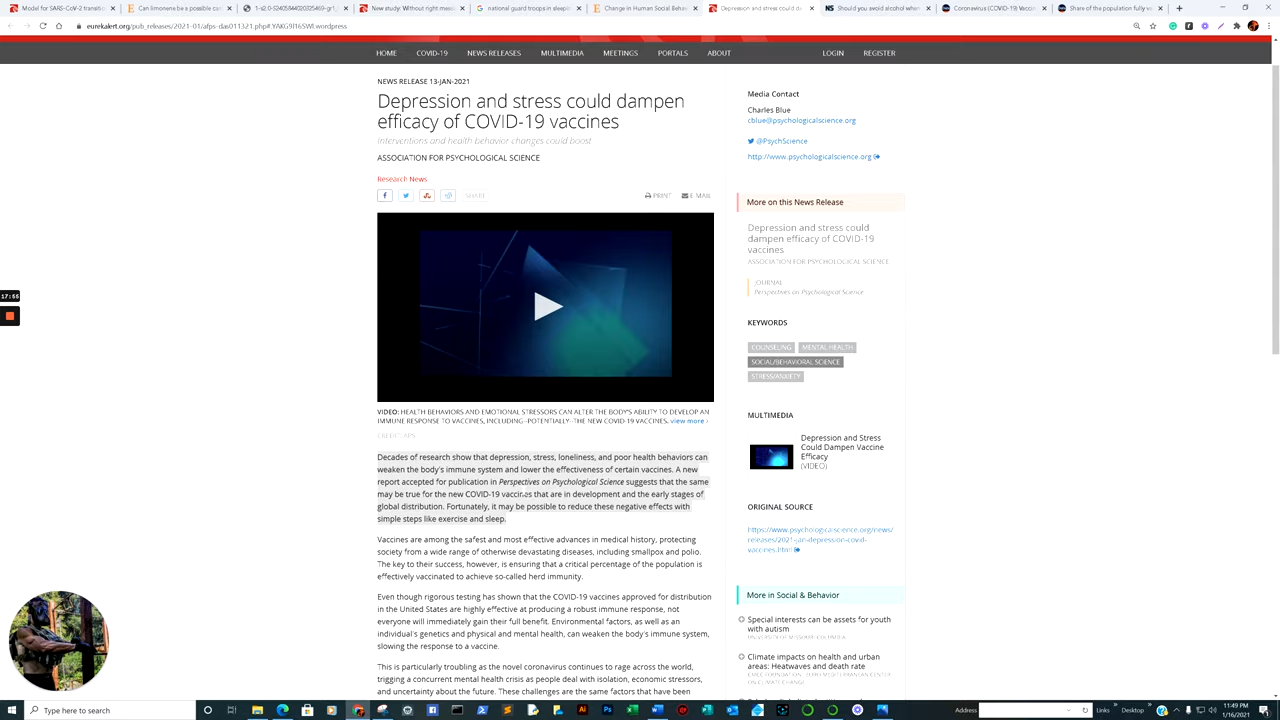 Model for SARS-CoV-2 transiti
Can limonene be a possible ca
1-s2.0-S2405844020325469-gr1_
New study: Without right mes
national guard troops in sleepin
Change in Human Social Behav
Depression and stress could da
Should you avoid alcohol wher
Coronavirus (COVID-19) Vaccin
Share of the population fully va
HOME
COVID-19
NEWS RELEASES
MULTIMEDIA
MEETINGS
PORTALS
ABOUT
LOGIN
REGISTER
NEWS RELEASE 13-JAN-2021
Depression and stress could dampen
efficacy of COVID-19 vaccines
Interventions and health behavior changes could boost
ASSOCIATION FOR PSYCHOLOGICAL SCIENCE
Research News
SHARE
PRINT
E-MAIL
VIDEO: HEALTH BEHAVIORS AND EMOTIONAL STRESSORS CAN ALTER THE BODY'S ABILITY TO DEVELOP AN
IMMUNE RESPONSE TO VACCINES, INCLUDING--POTENTIALLY--THE NEW COVID-19 VACCINES. view more ›
CREDIT: APS
Decades of research show that depression, stress, loneliness, and poor health behaviors can
weaken the body's immune system and lower the effectiveness of certain vaccines. A new
report accepted for publication in Perspectives on Psychological Science suggests that the same
may be true for the new COVID-19 vaccines that are in development and the early stages of
global distribution. Fortunately, it may be possible to reduce these negative effects with
simple steps like exercise and sleep.
Vaccines are among the safest and most effective advances in medical history, protecting
society from a wide range of otherwise devastating diseases, including smallpox and polio.
The key to their success, however, is ensuring that a critical percentage of the population is
effectively vaccinated to achieve so-called herd immunity.
Even though rigorous testing has shown that the COVID-19 vaccines approved for distribution
in the United States are highly effective at producing a robust immune response, not
everyone will immediately gain their full benefit. Environmental factors, as well as an
individual's genetics and physical and mental health, can weaken the body's immune system,
slowing the response to a vaccine.
This is particularly troubling as the novel coronavirus continues to rage across the world,
trigging a concurrent mental health crisis as people deal with isolation, economic stressors,
and uncertainty about the future. These challenges are the same factors that have been
Media Contact
Charles Blue
cblue@psychologicalscience.org
@PsychScience
http://www.psychologicalscience.org
More on this News Release
Depression and stress could
dampen efficacy of COVID-19
vaccines
ASSOCIATION FOR PSYCHOLOGICAL SCIENCE
JOURNAL
Perspectives on Psychological Science
KEYWORDS
COUNSELING
MENTAL HEALTH
SOCIAL/BEHAVIORAL SCIENCE
STRESS/ANXIETY
MULTIMEDIA
Depression and Stress
Could Dampen Vaccine
Efficacy
(VIDEO)
ORIGINAL SOURCE
https://www.psychologicalscience.org/news/
releases/2021-jan-depression-covid-
vaccines.html
More in Social & Behavior
Special interests can be assets for youth
with autism
UNIVERSITY OF MISSOURI-COLUMBIA
Climate impacts on health and urban
areas: Heatwaves and death rate
CMCC FOUNDATION - EURO-MEDITERRANEAN CENTER
ON CLIMATE CHANGE
17:55
Type here to search
Address
Links
Desktop
11:49 PM
1/16/2021